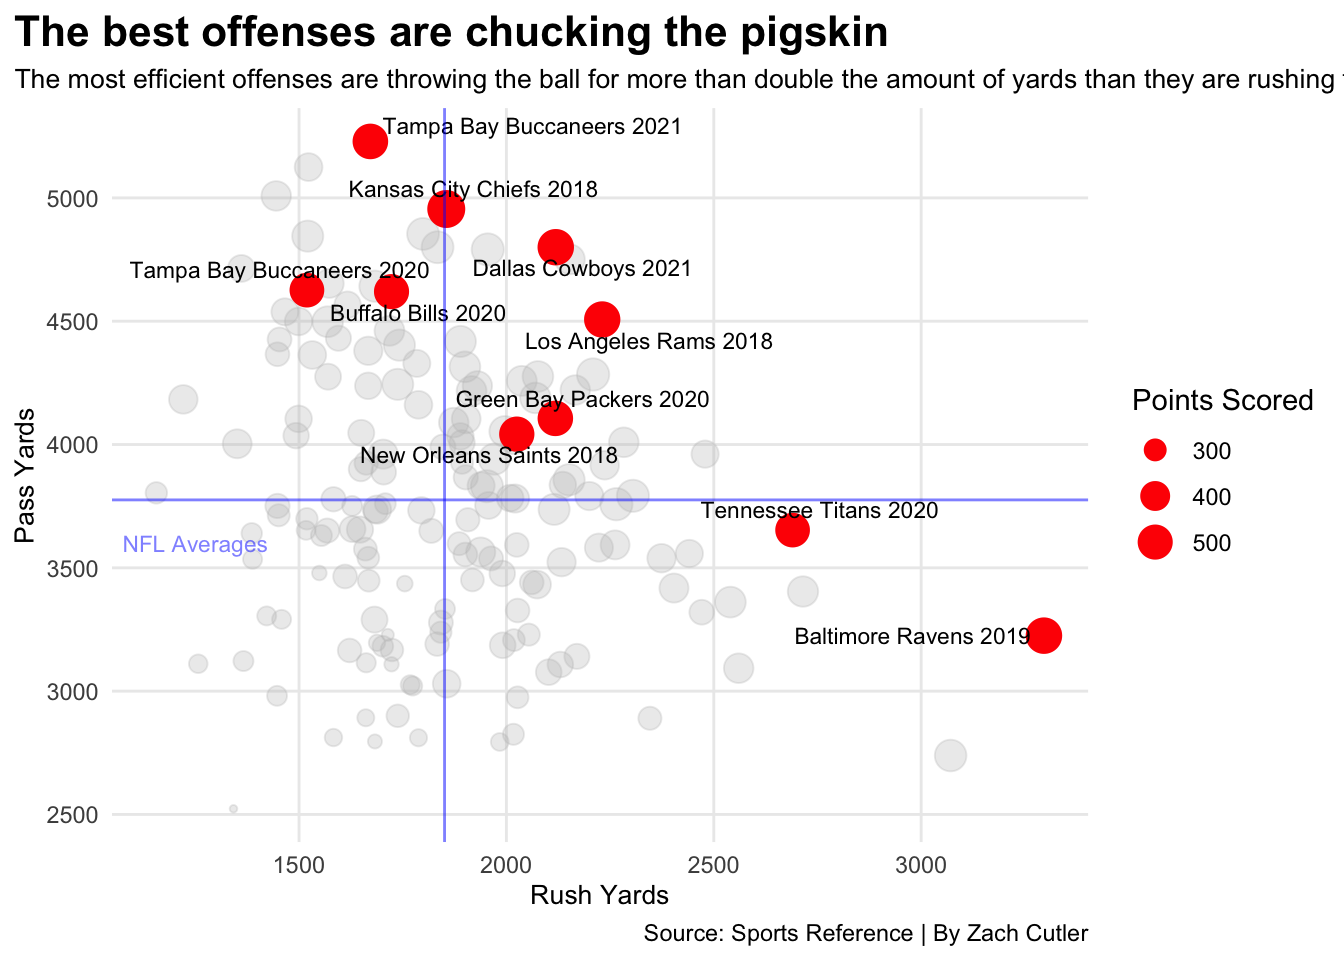 The best offenses are chucking the pigskin
The most efficient offenses are throwing the ball for more than double the amount of yards than they are rushing
Tampa Bay Buccaneers 2021
Kansas City Chiefs 2018
5000
Dallas Cowboys 2021
Tampa Bay Buccaneers 2020
Buffalo Bills 2020
4500
Los Angeles Rams 2018
Green Bay Packers 2020
4000
New Orleans Saints 2018
Tennessee Titans 2020
NFL Averages
3500
Baltimore Ravens 2019
3000
2500
Pass Yards
1500
2000
2500
3000
Rush Yards
Points Scored
300
400
500
Source: Sports Reference | By Zach Cutler